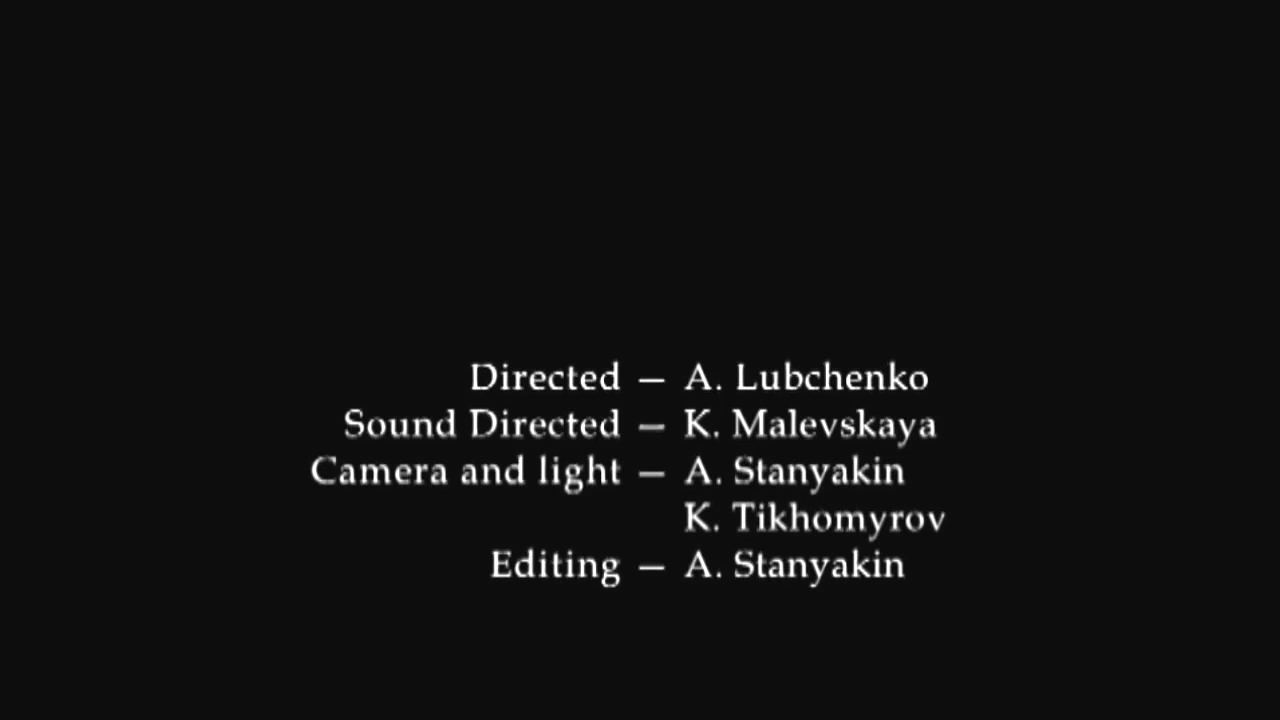 Directed — A. Lubchenko
Sound Directed — K. Malevskaya
Camera and light — A. Stanyakin
K. Tikhomyrov
Editing — A. Stanyakin